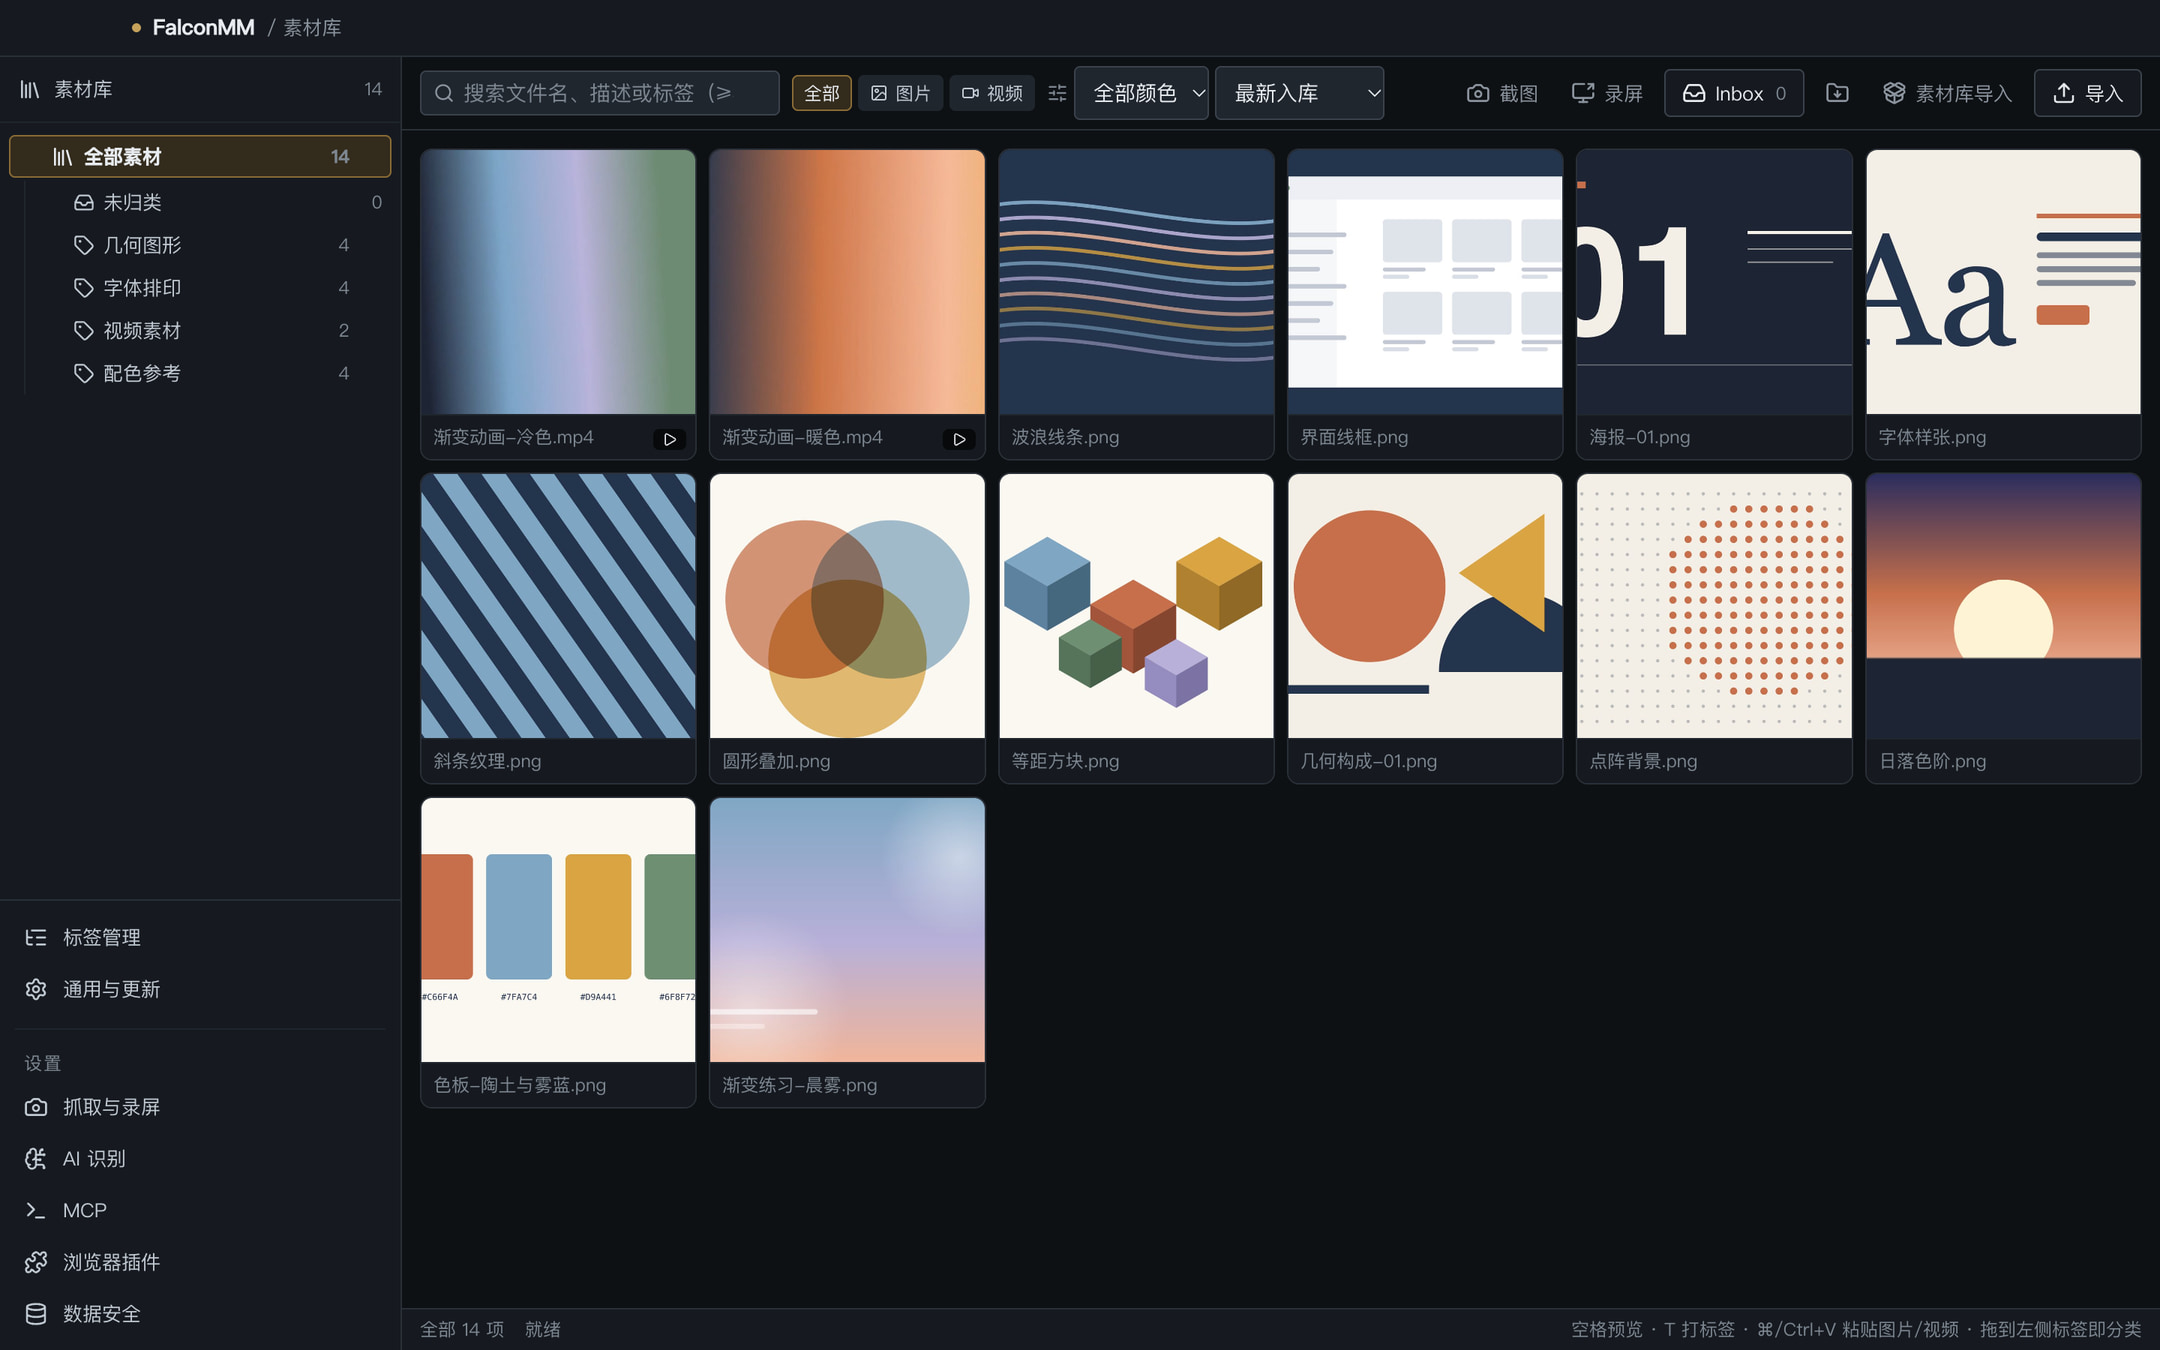 FalconMM / 素材库
素材库 14
全部素材 14
未归类 0
几何图形 4
字体排印 4
视频素材 2
配色参考 4
标签管理
通用与更新
设置
抓取与录屏
AI 识别
MCP
浏览器插件
数据安全
搜索文件名、描述或标签（≥ 全部 图片 视频 全部颜色 最新入库 截图 录屏 Inbox 0 素材库导入 导入
渐变动画-冷色.mp4
渐变动画-暖色.mp4
波浪线条.png
界面线框.png
01
海报-01.png
Aa
字体样张.png
斜条纹理.png
圆形叠加.png
等距方块.png
几何构成-01.png
点阵背景.png
日落色阶.png
#C66F4A #7FA7C4 #D9A441 #6F8F72
色板-陶土与雾蓝.png
渐变练习-晨雾.png
全部 14 项 就绪
空格预览 · T 打标签 · ⌘/Ctrl+V 粘贴图片/视频 · 拖到左侧标签即分类